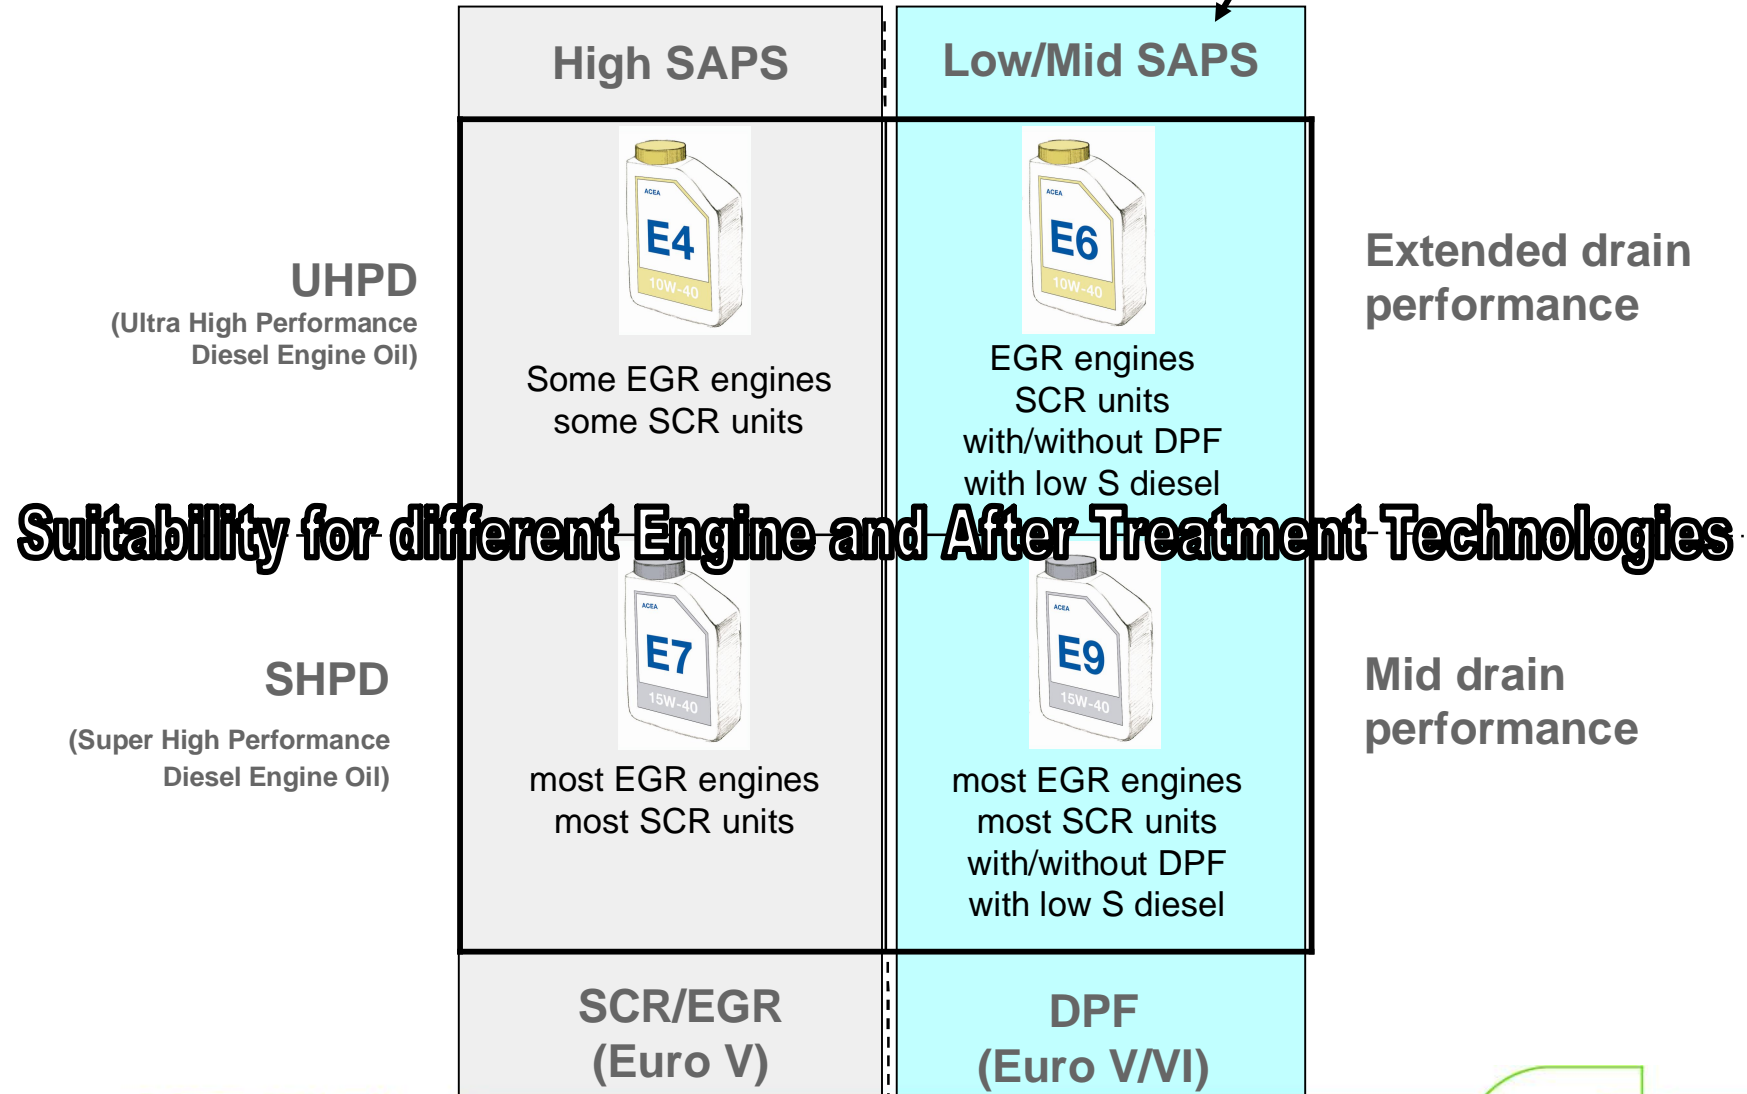 High SAPS
Low/Mid SAPS
ACEA
E4
10W-40
ACEA
E6
10W-40
UHPD
(Ultra High Performance
Diesel Engine Oil)
Extended drain
performance
Some EGR engines
some SCR units
EGR engines
SCR units
with/without DPF
with low S diesel
Suitability for different Engine and After Treatment Technologies
ACEA
E7
15W-40
ACEA
E9
15W-40
SHPD
(Super High Performance
Diesel Engine Oil)
Mid drain
performance
most EGR engines
most SCR units
most EGR engines
most SCR units
with/without DPF
with low S diesel
SCR/EGR
(Euro V)
DPF
(Euro V/VI)